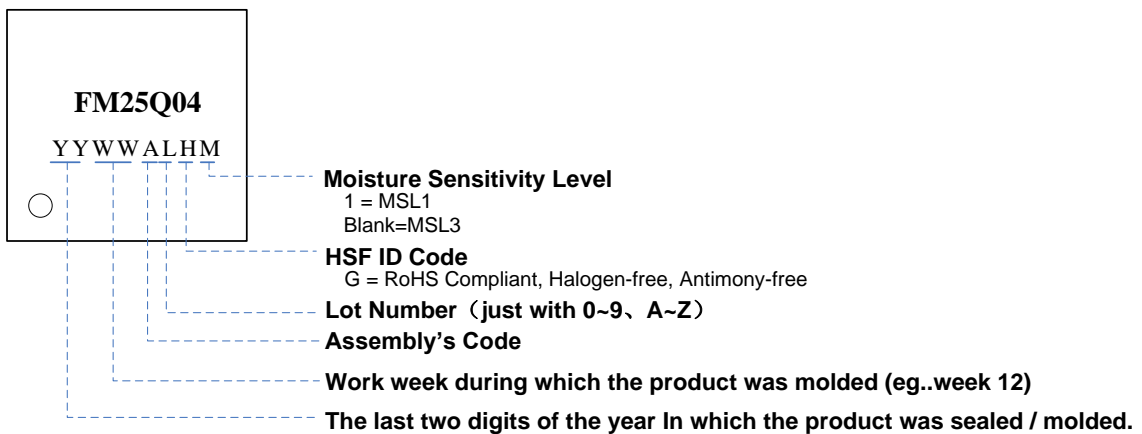 FM25Q04
YYWWALHM
Moisture Sensitivity Level
1 = MSL1
Blank=MSL3
HSF ID Code
G = RoHS Compliant, Halogen-free, Antimony-free
Lot Number（just with 0~9、A~Z）
Assembly's Code
Work week during which the product was molded (eg..week 12)
The last two digits of the year In which the product was sealed / molded.